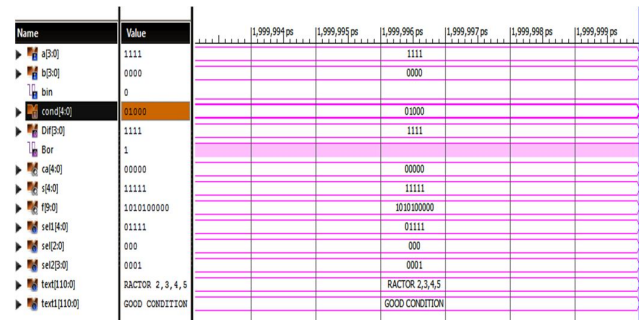 Name Value 1,999,994 ps 1,999,995 ps 1,999,996 ps 1,999,997 ps 1,999,998 ps 1,999,999 ps
a[3:0] 1111 1111
b[3:0] 0000 0000
bin 0
cond[4:0] 01000 01000
Dif[3:0] 1111 1111
Bor 1
ca[4:0] 00000 00000
s[4:0] 11111 11111
f[9:0] 1010100000 1010100000
sel1[4:0] 01111 01111
sel[2:0] 000 000
sel2[3:0] 0001 0001
text[110:0] RACTOR 2,3,4,5 RACTOR 2,3,4,5
text1[110:0] GOOD CONDITION GOOD CONDITION